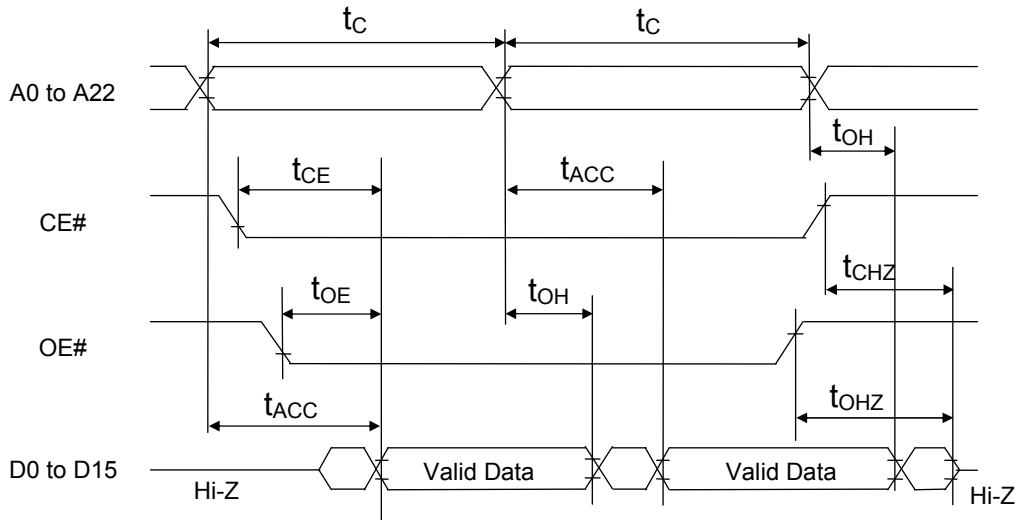 tC tC
A0 to A22
tOH
tCE tACC
CE#
tCHZ
tOE tOH
OE#
tACC tOHZ
D0 to D15 Valid Data Valid Data
Hi-Z Hi-Z